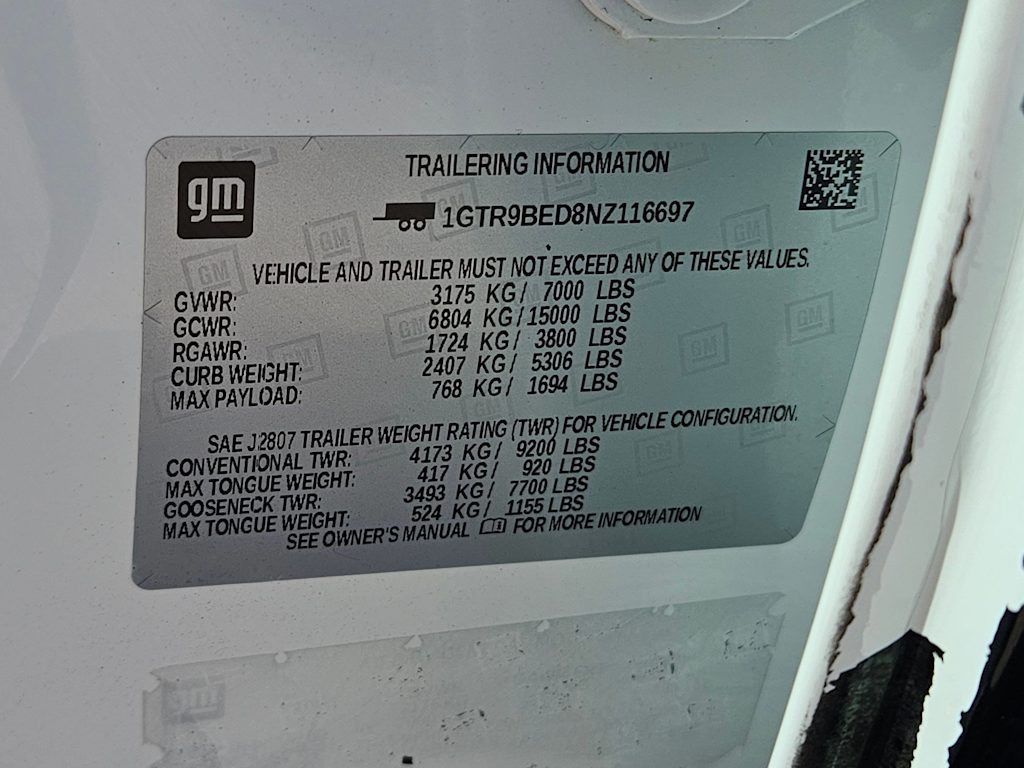 gm
TRAILERING INFORMATION
1GTR9BED8NZ116697
VEHICLE AND TRAILER MUST NOT EXCEED ANY OF THESE VALUES.
GVWR: 3175 KG / 7000 LBS
GCWR: 6804 KG / 15000 LBS
RGAWR: 1724 KG / 3800 LBS
CURB WEIGHT: 2407 KG / 5306 LBS
MAX PAYLOAD: 768 KG / 1694 LBS
SAE J2807 TRAILER WEIGHT RATING (TWR) FOR VEHICLE CONFIGURATION.
CONVENTIONAL TWR: 4173 KG / 9200 LBS
MAX TONGUE WEIGHT: 417 KG / 920 LBS
GOOSENECK TWR: 3493 KG / 7700 LBS
MAX TONGUE WEIGHT: 524 KG / 1155 LBS
SEE OWNER'S MANUAL FOR MORE INFORMATION
GM